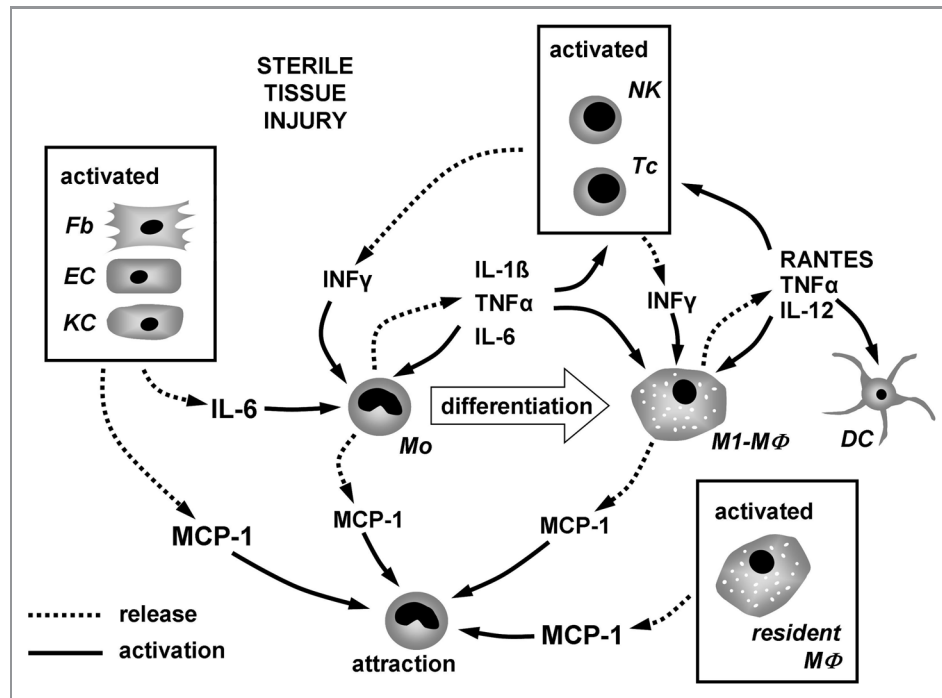 STERILE
TISSUE
INJURY
activated
NK
Tc
activated
Fb
EC
KC
INFγ
IL-1ß
TNFα
IL-6
INFγ
RANTES
TNFα
IL-12
IL-6
differentiation
Mo
M1-MΦ
DC
MCP-1
MCP-1
MCP-1
activated
resident
MΦ
MCP-1
attraction
release
activation